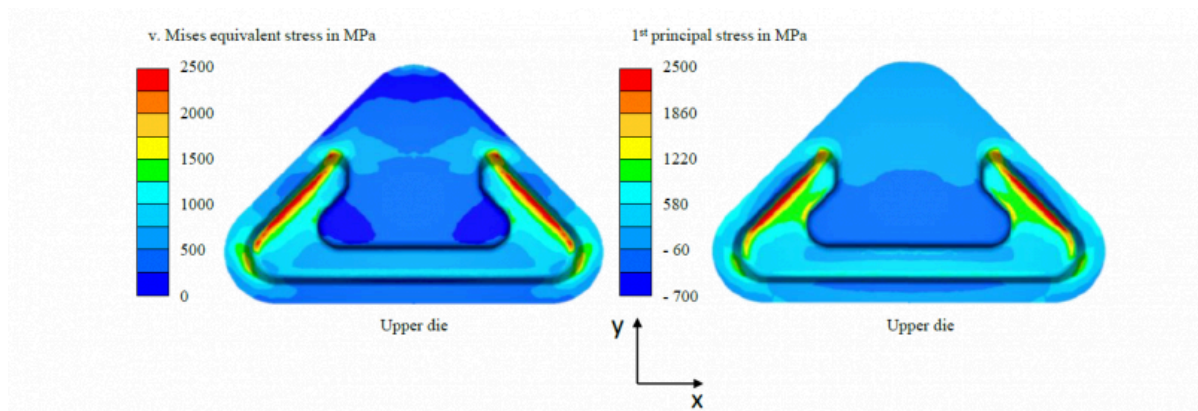 v. Mises equivalent stress in MPa
2500
2000
1500
1000
500
0
Upper die
1st principal stress in MPa
2500
1860
1220
580
- 60
- 700
Upper die
y
x